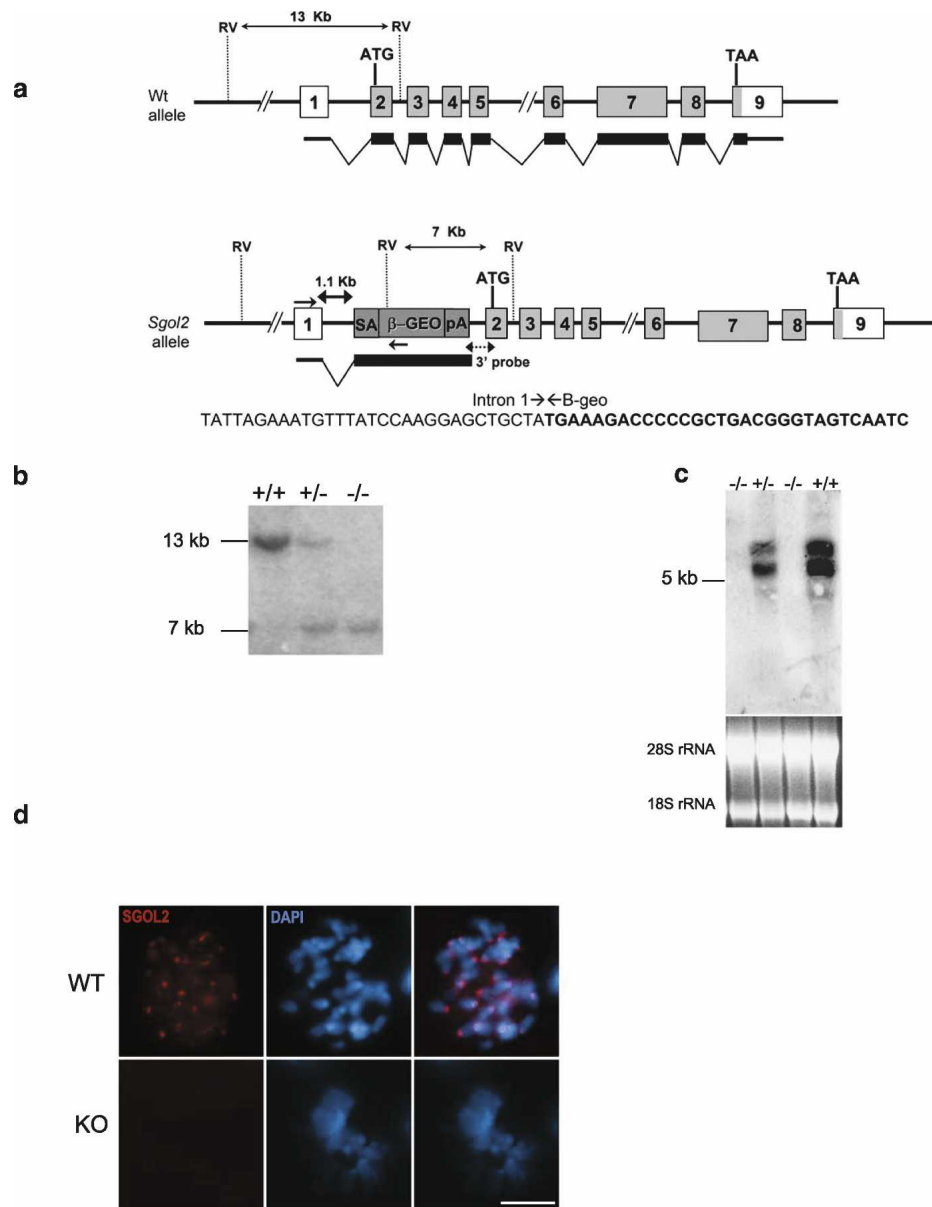 a
13 Kb
RV RV
ATG TAA
Wt
allele
1 2 3 4 5 6 7 8 9
7 Kb
RV RV RV
ATG TAA
1.1 Kb
Sgol2
allele
1 SA β-GEO pA 2 3 4 5 6 7 8 9
3' probe
Intron 1→←B-geo
TATTAGAAATGTTTATCCAAGGAGCTGCTATGAAAGACCCCCGCTGACGGGTAGTCAATC
b
+/+ +/- -/-
13 kb
7 kb
c
-/- +/- -/- +/+
5 kb
28S rRNA
18S rRNA
d
SGOL2 DAPI
WT
KO